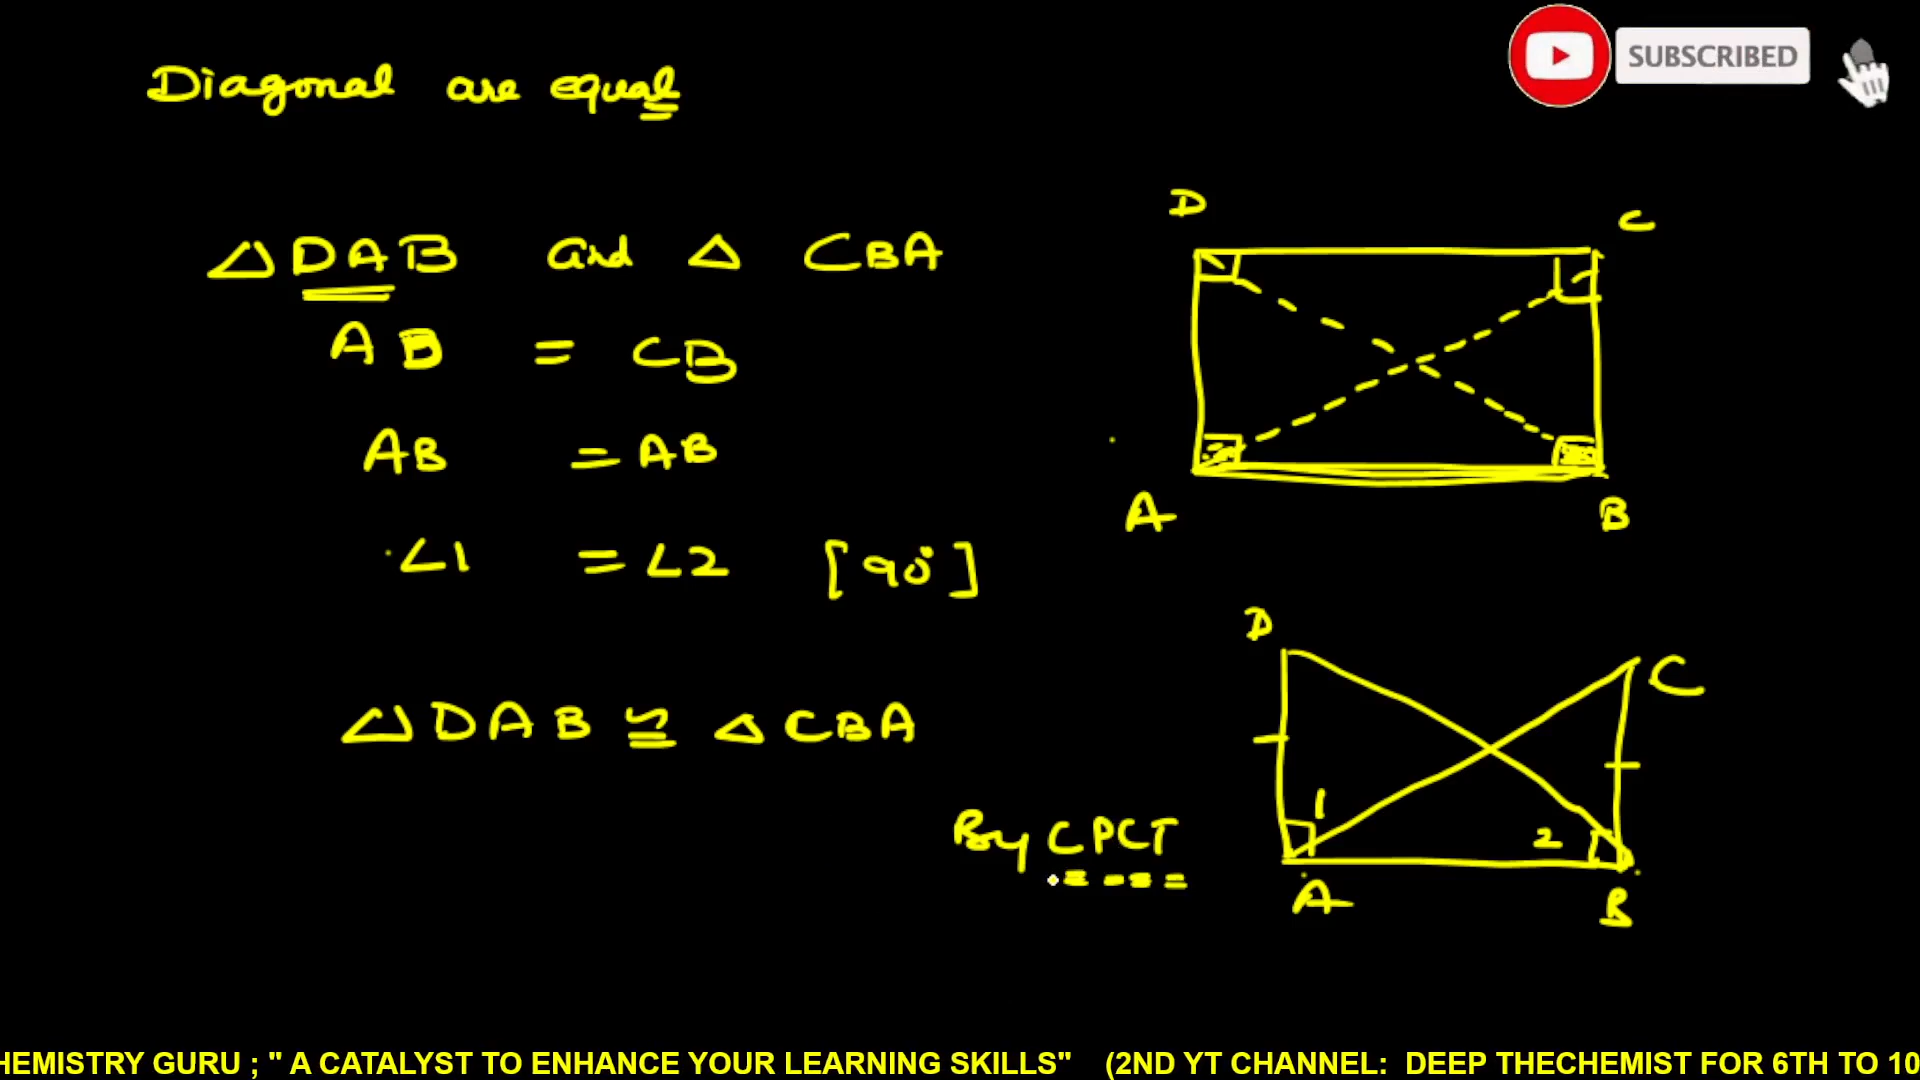 SUBSCRIBED
Diagonal are equal
△ DAB and △ CBA
AB = CB
AB = AB
∠1 = ∠2 [90°]
△ DAB ≅ △ CBA
By CPCT
D C
A B
D C
1 2
A B
HEMISTRY GURU ; " A CATALYST TO ENHANCE YOUR LEARNING SKILLS" (2ND YT CHANNEL: DEEP THECHEMIST FOR 6TH TO 10